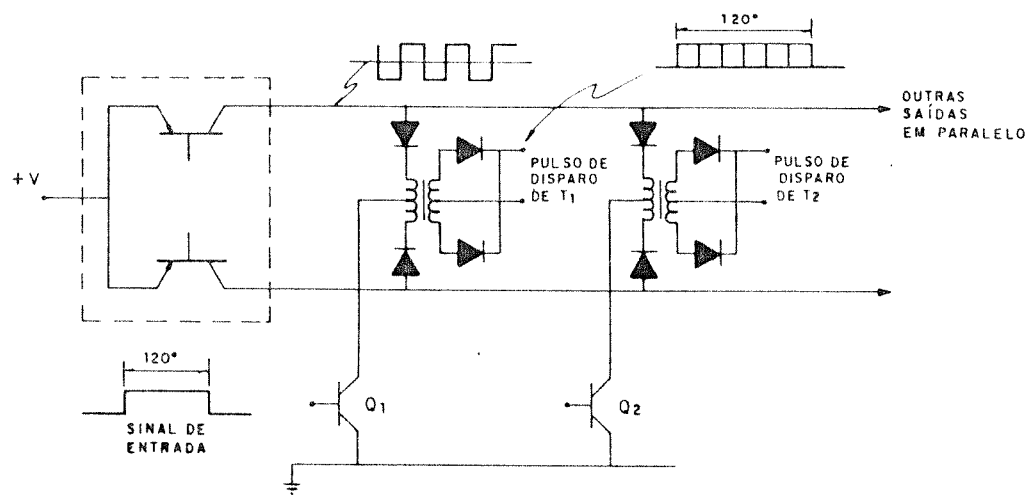 120°
120°
OUTRAS
SAÍDAS
EM PARALELO
+V
PULSO DE
DISPARO
DE T1
PULSO DE
DISPARO
DE T2
120°
SINAL DE
ENTRADA
Q1
Q2